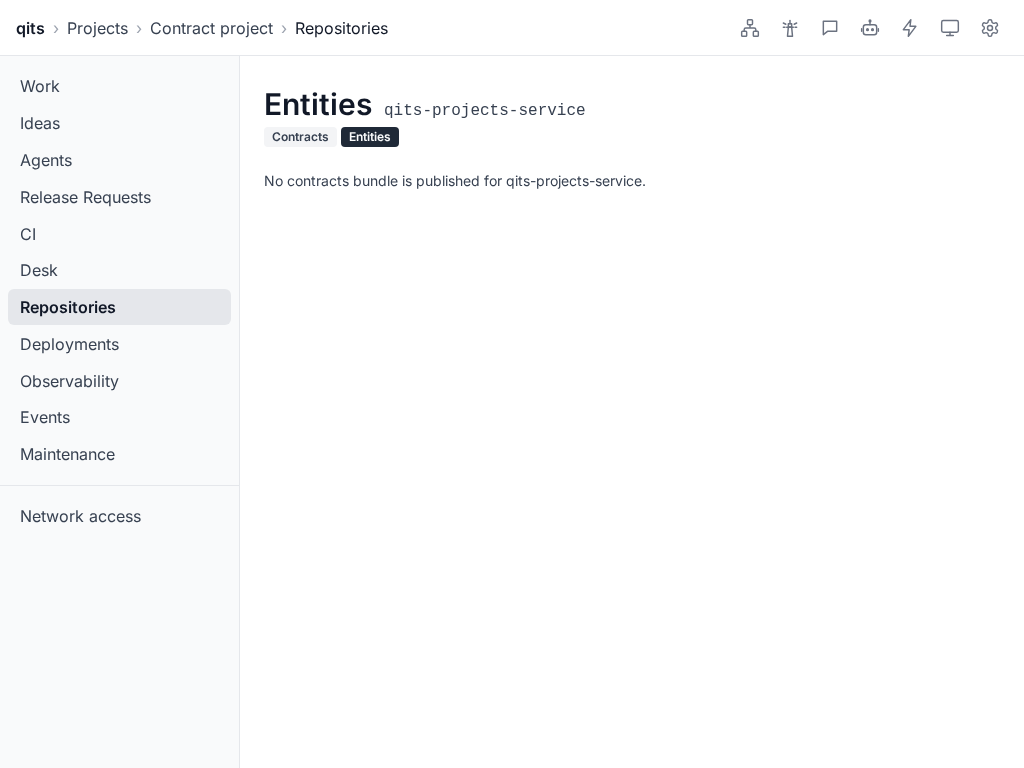 qits › Projects › Contract project › Repositories
Work
Ideas
Agents
Release Requests
CI
Desk
Repositories
Deployments
Observability
Events
Maintenance
Network access
Entities qits-projects-service
Contracts Entities
No contracts bundle is published for qits-projects-service.